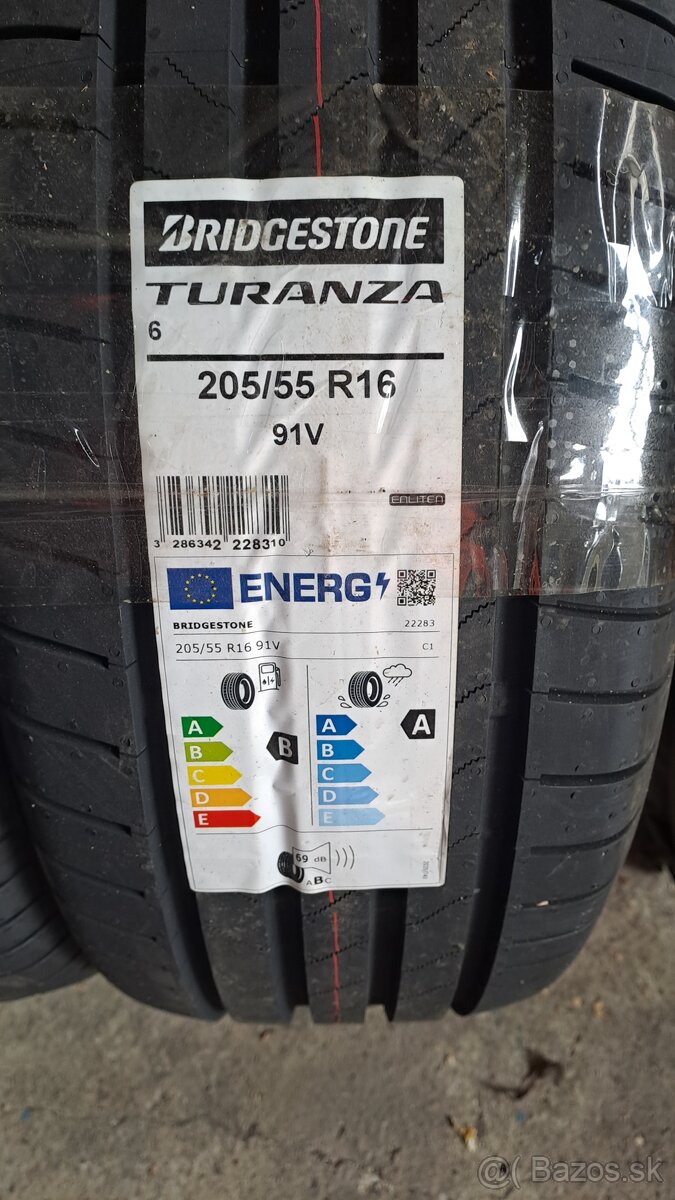 BRIDGESTONE
TURANZA
6
205/55 R16
91V
ENLITEN
3 286342 228310
ENERG
BRIDGESTONE 22283
205/55 R16 91V C1
A A A
B B B
C C
D D
E E
69 dB
ABC
@ Bazos.sk